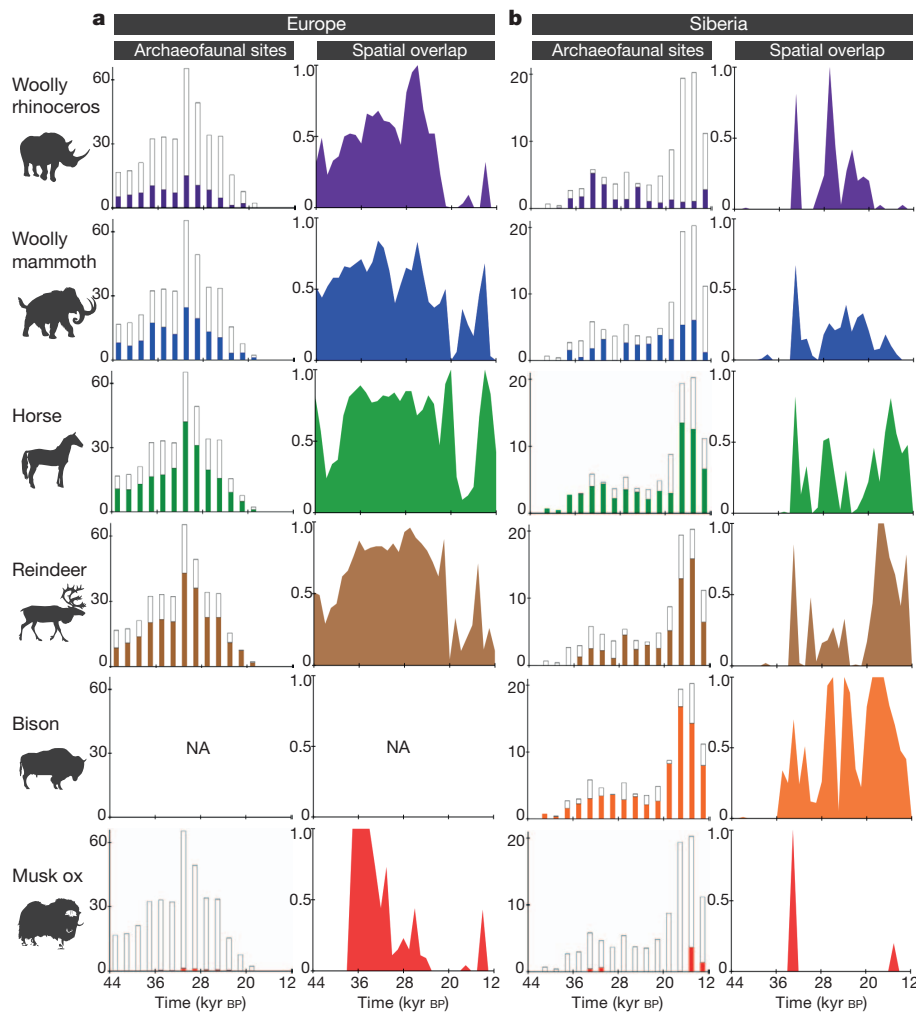 a Europe b Siberia
Archaeofaunal sites Spatial overlap Archaeofaunal sites Spatial overlap
Woolly rhinoceros
60 30 0
1.0 0.5 0
20 10 0
1.0 0.5 0
Woolly mammoth
60 30 0
1.0 0.5 0
20 10 0
1.0 0.5 0
Horse
60 30 0
1.0 0.5 0
20 10 0
1.0 0.5 0
Reindeer
60 30 0
1.0 0.5 0
20 10 0
1.0 0.5 0
Bison
60 30 0
NA
1.0 0.5 0
NA
20 10 0
1.0 0.5 0
Musk ox
60 30 0
1.0 0.5 0
20 10 0
1.0 0.5 0
44 36 28 20 12 36 28 20 12 44 36 28 20 12 44 36 28 20 12
Time (kyr BP) Time (kyr BP) Time (kyr BP) Time (kyr BP)